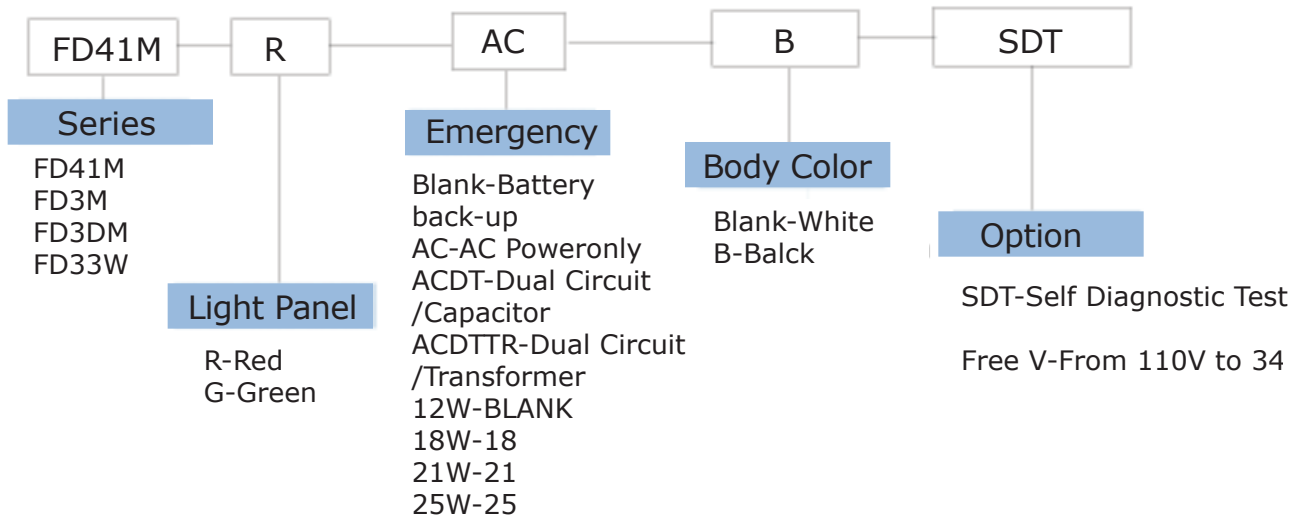 FD41M R AC B SDT
Series
FD41M
FD3M
FD3DM
FD33W
Light Panel
R-Red
G-Green
Emergency
Blank-Battery
back-up
AC-AC Poweronly
ACDT-Dual Circuit
/Capacitor
ACDTTR-Dual Circuit
/Transformer
12W-BLANK
18W-18
21W-21
25W-25
Body Color
Blank-White
B-Balck
Option
SDT-Self Diagnostic Test
Free V-From 110V to 34